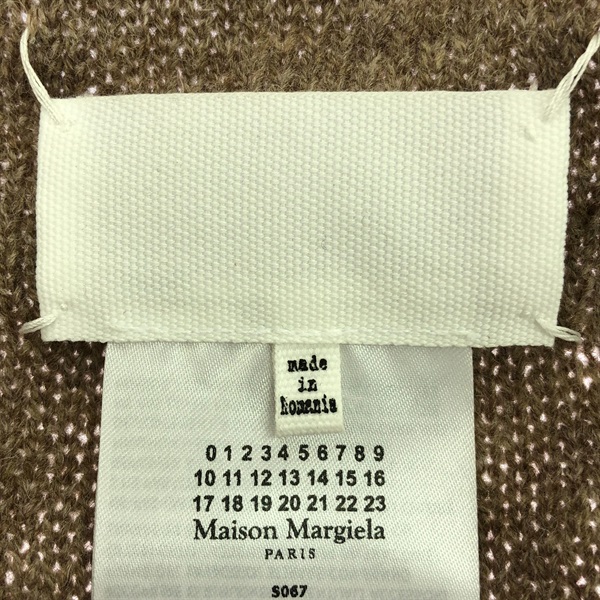 made
in
Romania
0 1 2 3 4 5 6 7 8 9
10 11 12 13 14 15 16
17 18 19 20 21 22 23
Maison Margiela
PARIS
S067